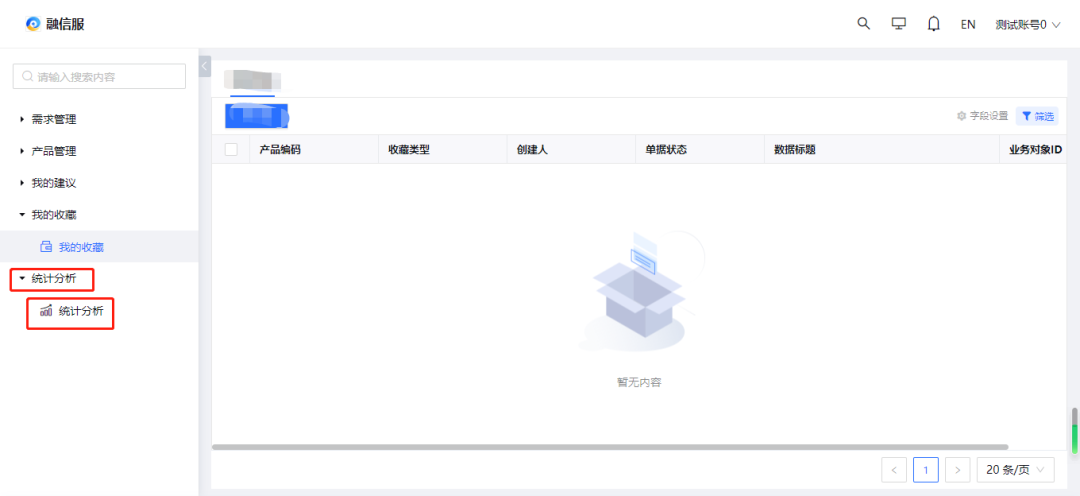 融信服
EN 测试账号0
请输入搜索内容
需求管理
产品管理
我的建议
我的收藏
我的收藏
统计分析
统计分析
字段设置 筛选
产品编码 收藏类型 创建人 单据状态 数据标题 业务对象ID
暂无内容
1 20 条/页